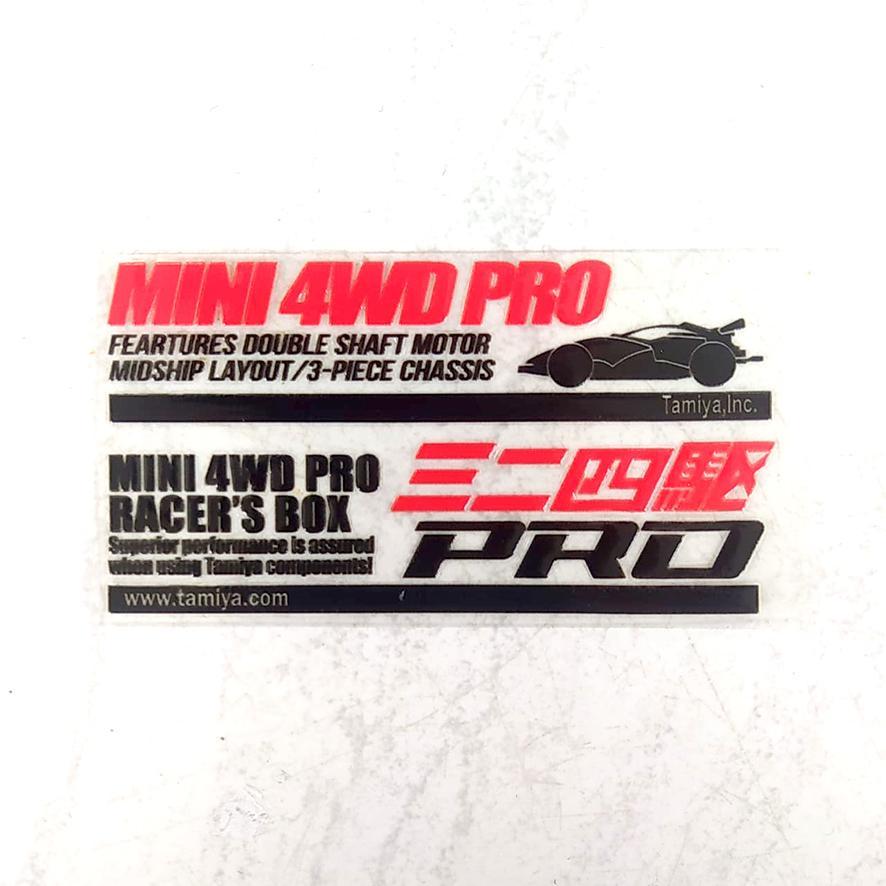 MINI 4WD PRO
FEARTURES DOUBLE SHAFT MOTOR
MIDSHIP LAYOUT/3-PIECE CHASSIS
Tamiya,Inc.
MINI 4WD PRO
RACER'S BOX
Superior performance is assured
when using Tamiya components!
ミニ四駆
PRO
www.tamiya.com